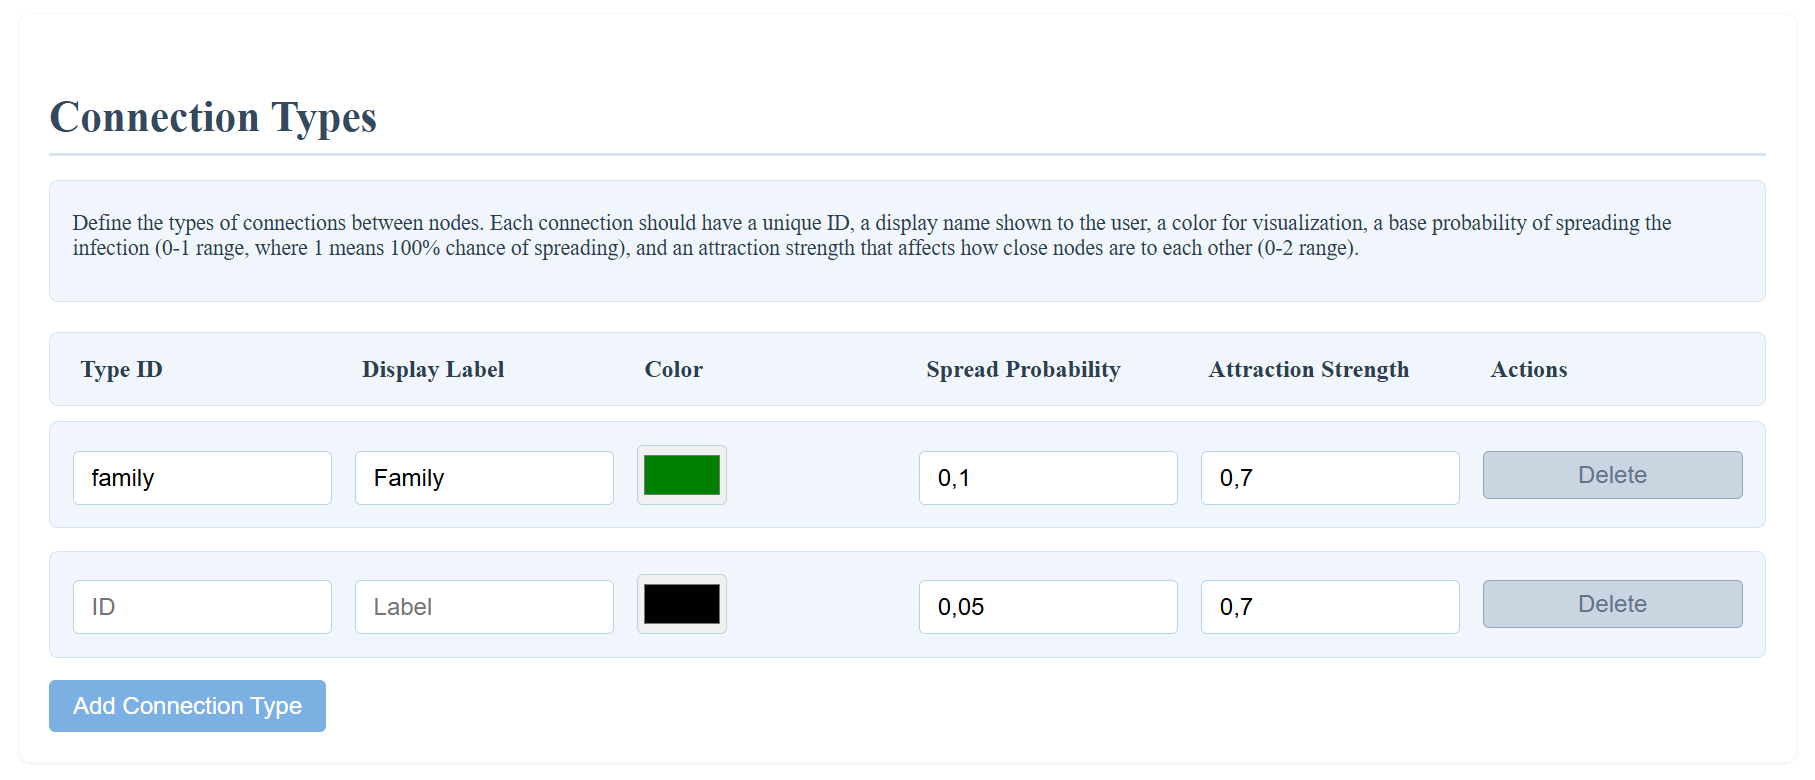 Connection Types
Define the types of connections between nodes. Each connection should have a unique ID, a display name shown to the user, a color for visualization, a base probability of spreading the
infection (0-1 range, where 1 means 100% chance of spreading), and an attraction strength that affects how close nodes are to each other (0-2 range).
Type ID Display Label Color Spread Probability Attraction Strength Actions
family Family 0,1 0,7 Delete
ID Label 0,05 0,7 Delete
Add Connection Type